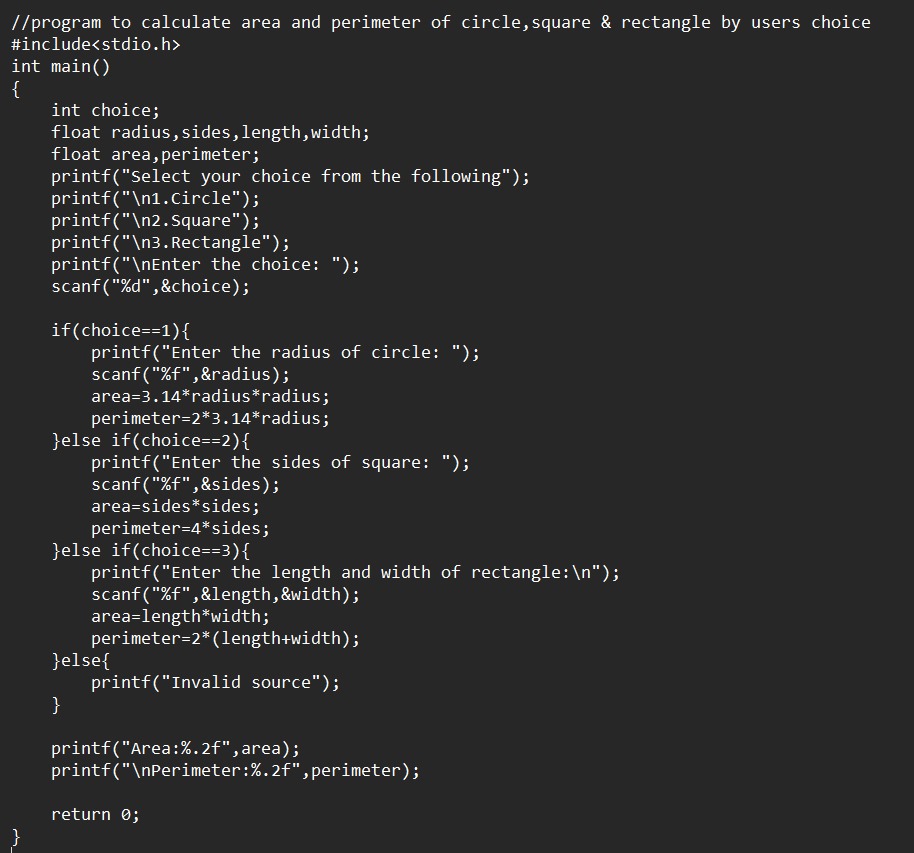 //program to calculate area and perimeter of circle,square & rectangle by users choice
#include<stdio.h>
int main()
{
    int choice;
    float radius,sides,length,width;
    float area,perimeter;
    printf("Select your choice from the following");
    printf("\n1.Circle");
    printf("\n2.Square");
    printf("\n3.Rectangle");
    printf("\nEnter the choice: ");
    scanf("%d",&choice);

    if(choice==1){
        printf("Enter the radius of circle: ");
        scanf("%f",&radius);
        area=3.14*radius*radius;
        perimeter=2*3.14*radius;
    }else if(choice==2){
        printf("Enter the sides of square: ");
        scanf("%f",&sides);
        area=sides*sides;
        perimeter=4*sides;
    }else if(choice==3){
        printf("Enter the length and width of rectangle:\n");
        scanf("%f",&length,&width);
        area=length*width;
        perimeter=2*(length+width);
    }else{
        printf("Invalid source");
    }

    printf("Area:%.2f",area);
    printf("\nPerimeter:%.2f",perimeter);

    return 0;
}